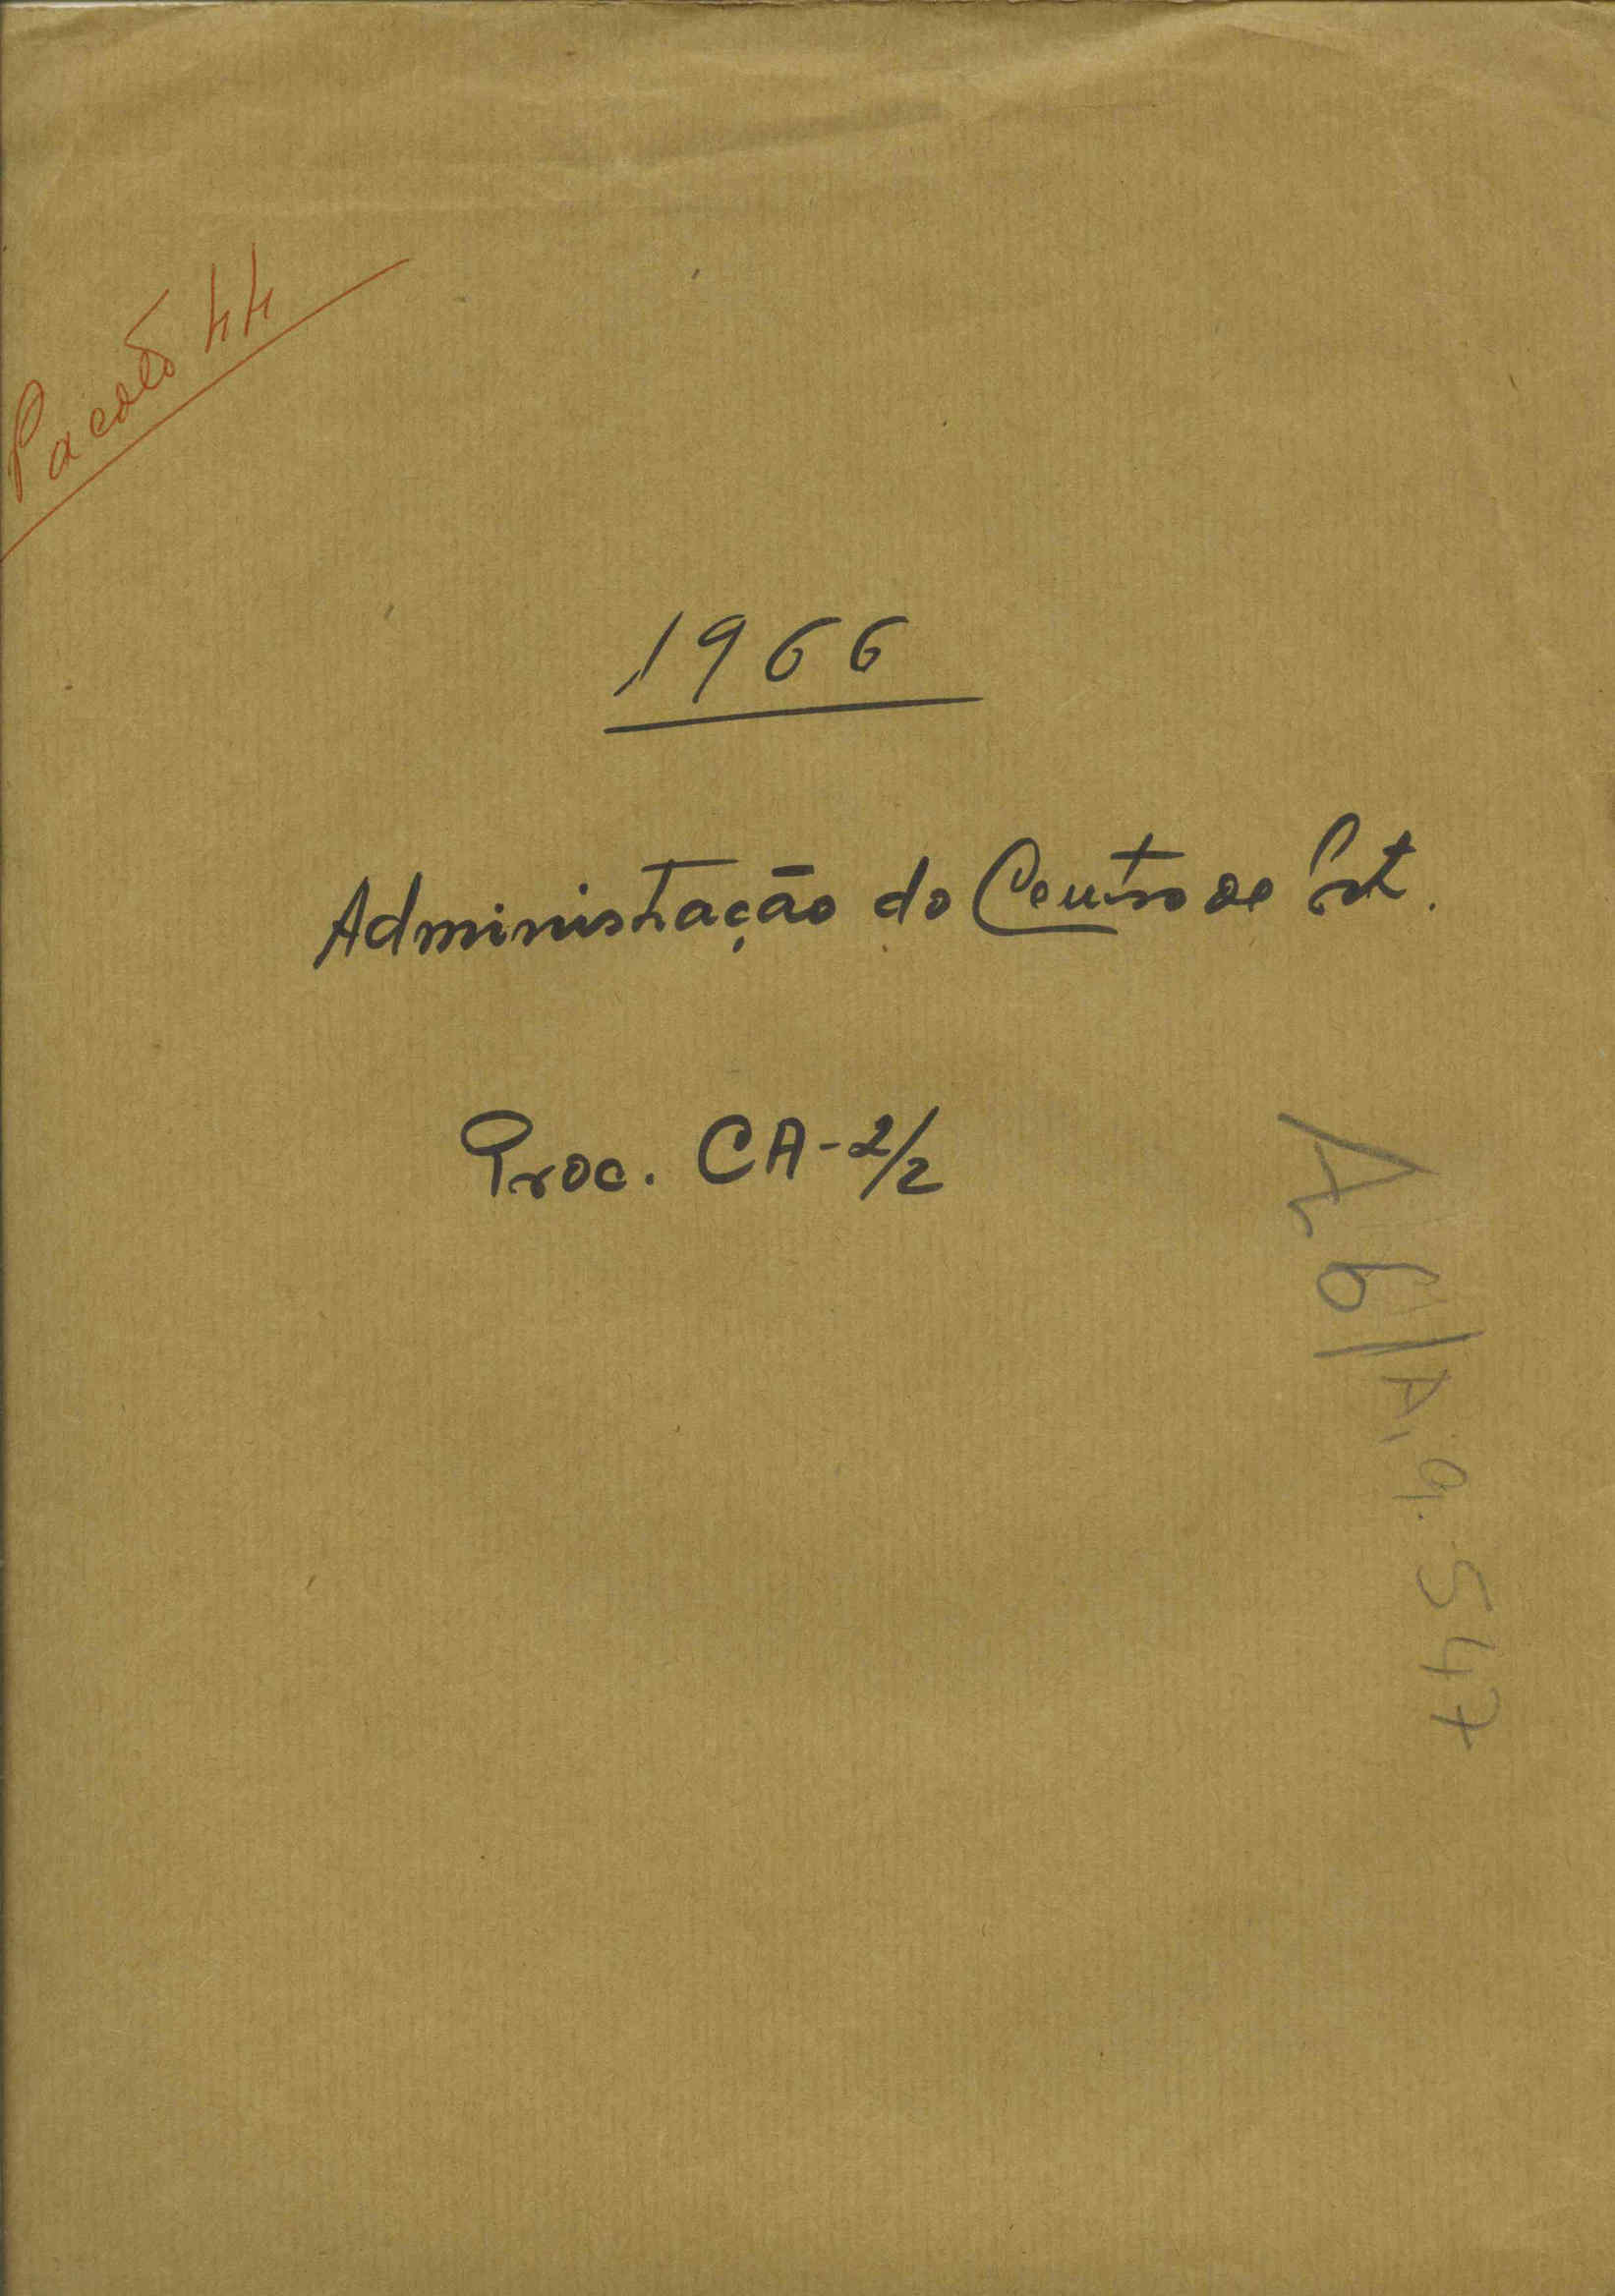 Pacote 44
1966
Administração do Centro de Est.
Proc. CA-2/2
A6/A, 9. 547